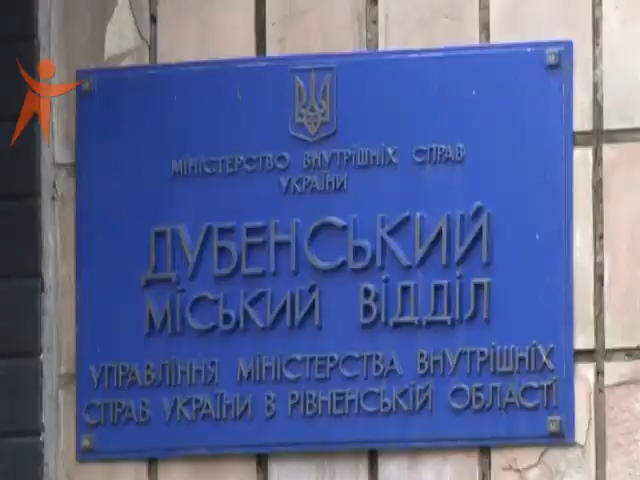 МІНІСТЕРСТВО ВНУТРІШНІХ СПРАВ
УКРАЇНИ
ДУБЕНСЬКИЙ
МІСЬКИЙ ВІДДІЛ
УПРАВЛІННЯ МІНІСТЕРСТВА ВНУТРІШНІХ
СПРАВ УКРАЇНИ В РІВНЕНСЬКІЙ ОБЛАСТІ